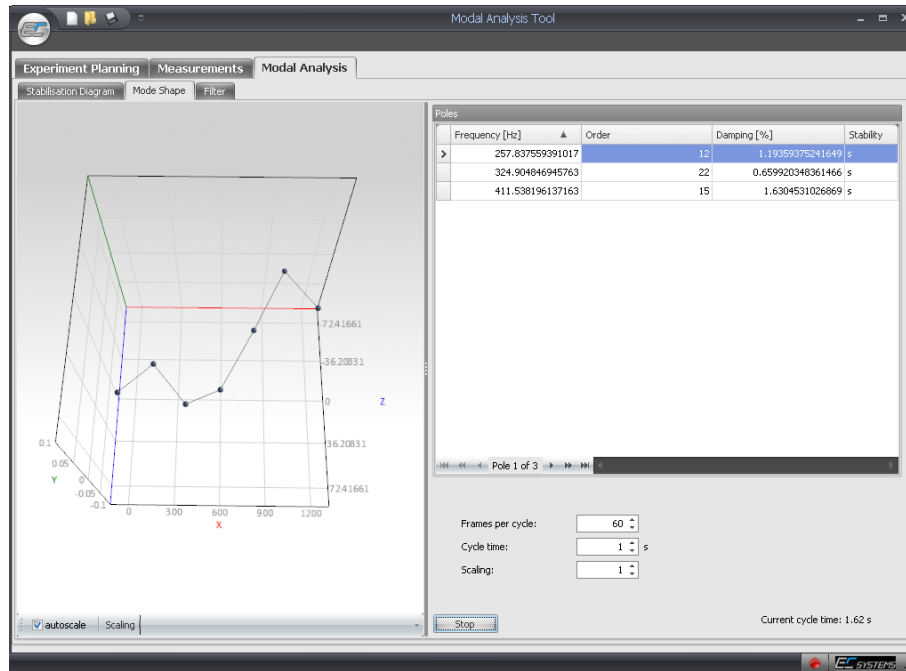 Modal Analysis Tool
Experiment Planning Measurements Modal Analysis
Stabilisation Diagram Mode Shape Filter
Poles
Frequency [Hz] Order Damping [%] Stability
257.837559391017 12 1.19359375241649 s
324.904846945763 22 0.659920348361466 s
411.538196137163 15 1.6304531026869 s
-7241661
-36.20831
0
Z
36.20831
7241661
0.1
0.05
Y
0
-0.05
-0.1
0 300 600 900 1200
X
Pole 1 of 3
Frames per cycle: 60
Cycle time: 1 s
Scaling: 1
autoscale Scaling
Stop
Current cycle time: 1.62 s
EC SYSTEMS